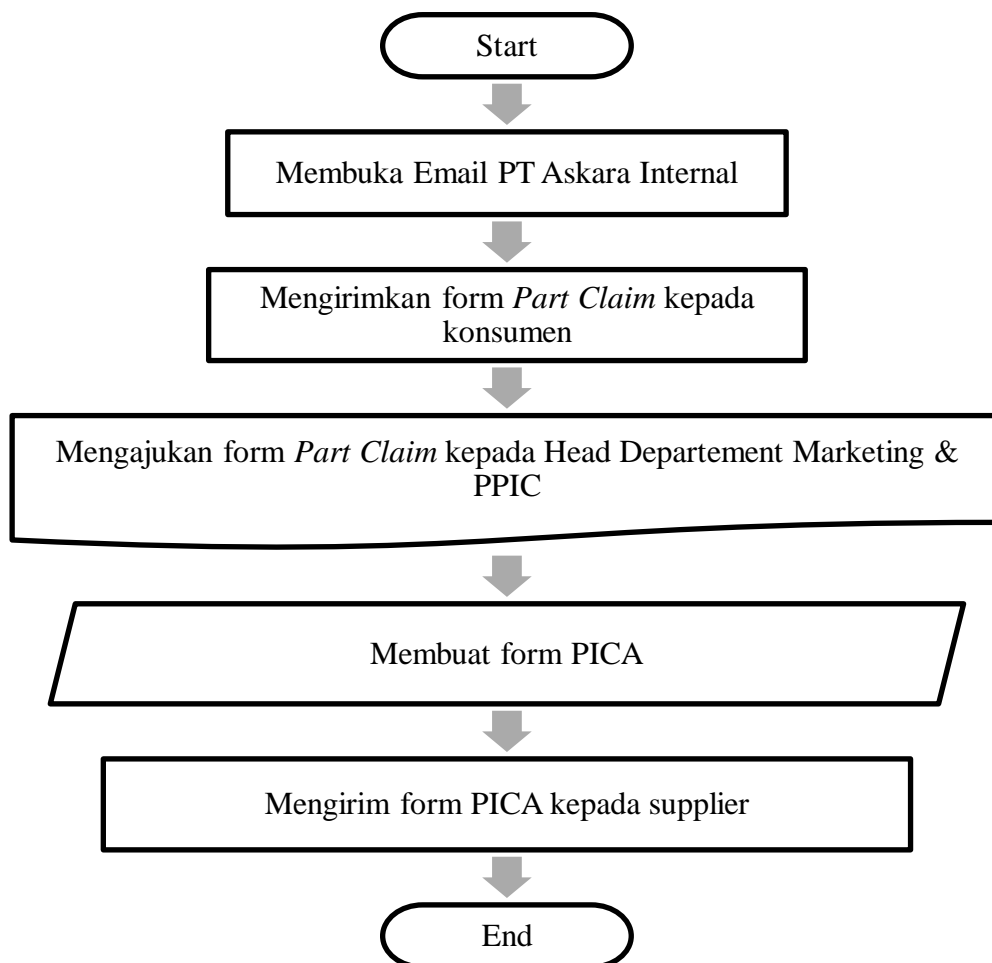 Start
Membuka Email PT Askara Internal
Mengirimkan form Part Claim kepada
konsumen
Mengajukan form Part Claim kepada Head Departement Marketing &
PPIC
Membuat form PICA
Mengirim form PICA kepada supplier
End